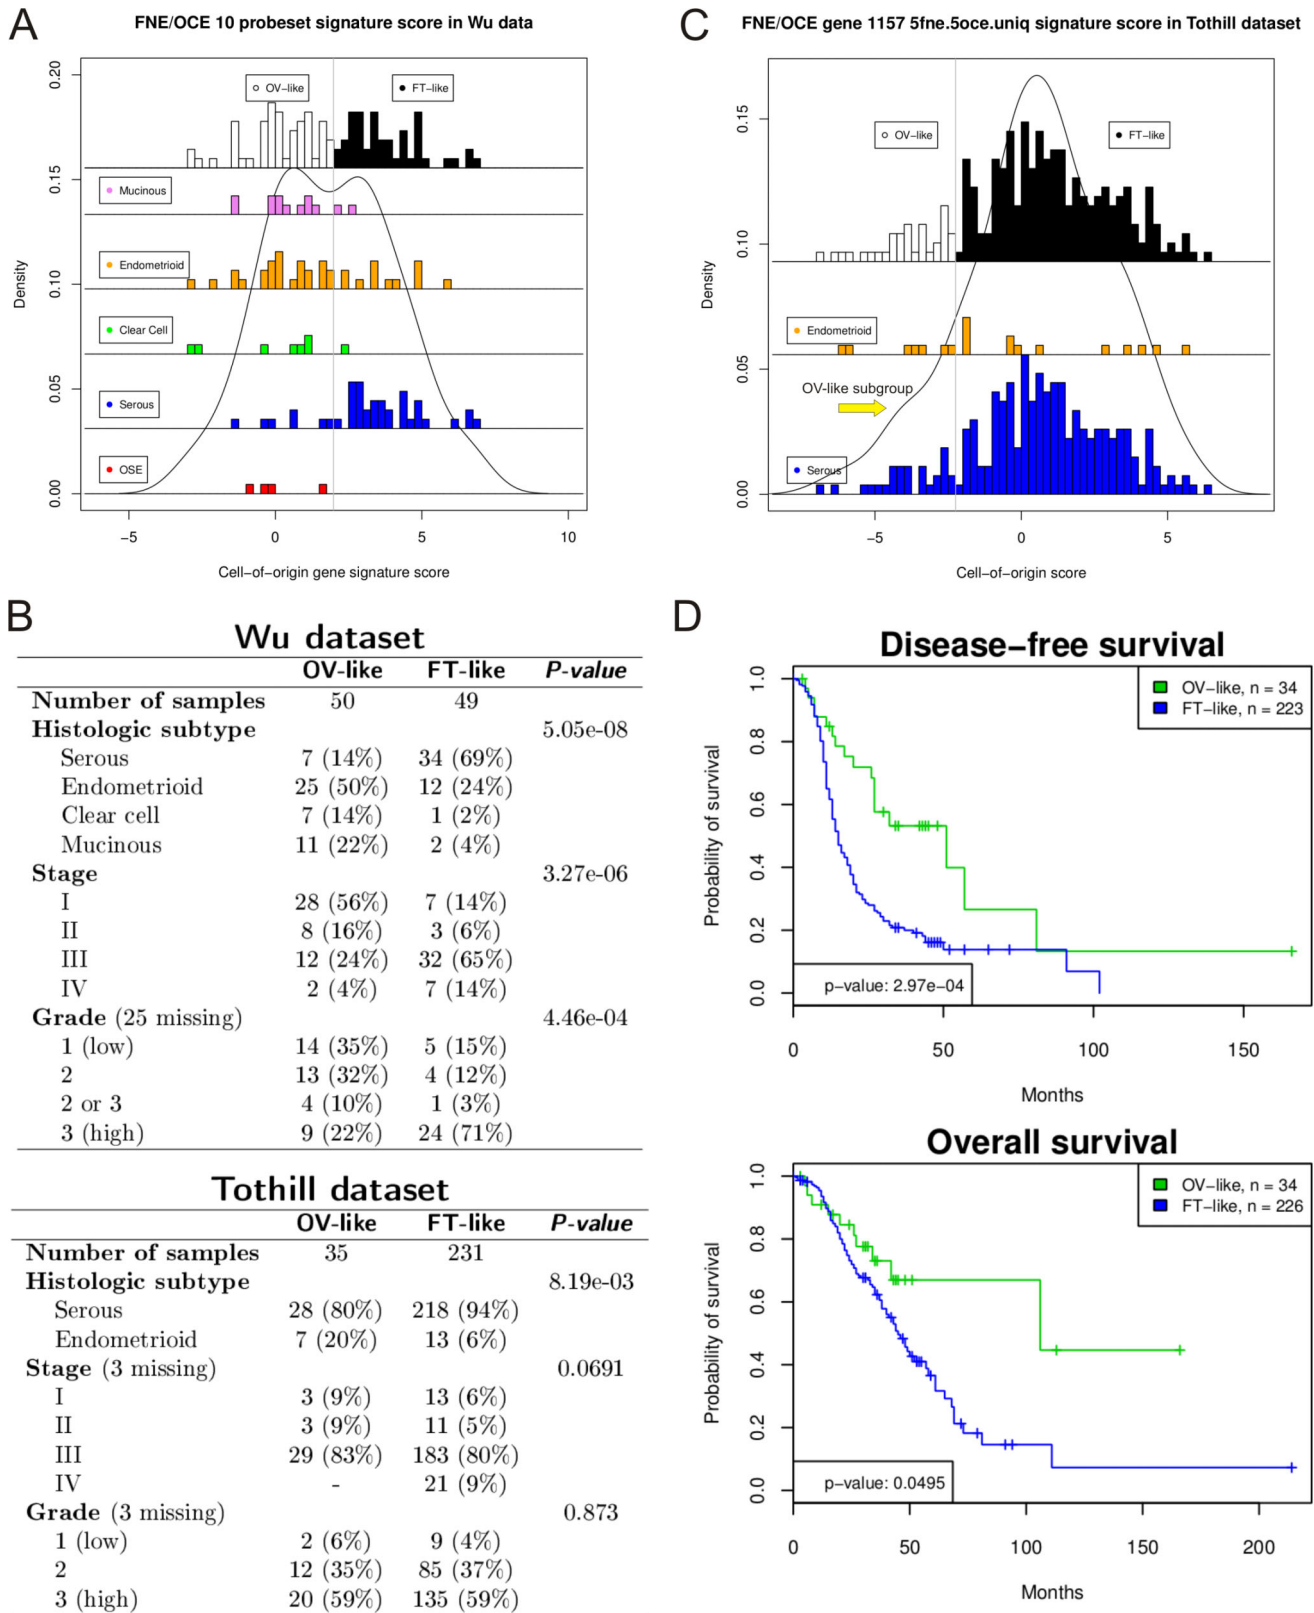 A
FNE/OCE 10 probeset signature score in Wu data
0.20
0.15
0.10
0.05
0.00
Density
OV-like
FT-like
Mucinous
Endometrioid
Clear Cell
Serous
OSE
-5 0 5 10
Cell-of-origin gene signature score
C
FNE/OCE gene 1157 5fne.5oce.uniq signature score in Tothill dataset
0.15
0.10
0.05
0.00
Density
OV-like
FT-like
Endometrioid
OV-like subgroup
Serous
-5 0 5
Cell-of-origin score
B
Wu dataset
OV-like FT-like P-value
Number of samples 50 49
Histologic subtype 5.05e-08
Serous 7 (14%) 34 (69%)
Endometrioid 25 (50%) 12 (24%)
Clear cell 7 (14%) 1 (2%)
Mucinous 11 (22%) 2 (4%)
Stage 3.27e-06
I 28 (56%) 7 (14%)
II 8 (16%) 3 (6%)
III 12 (24%) 32 (65%)
IV 2 (4%) 7 (14%)
Grade (25 missing) 4.46e-04
1 (low) 14 (35%) 5 (15%)
2 13 (32%) 4 (12%)
2 or 3 4 (10%) 1 (3%)
3 (high) 9 (22%) 24 (71%)
Tothill dataset
OV-like FT-like P-value
Number of samples 35 231
Histologic subtype 8.19e-03
Serous 28 (80%) 218 (94%)
Endometrioid 7 (20%) 13 (6%)
Stage (3 missing) 0.0691
I 3 (9%) 13 (6%)
II 3 (9%) 11 (5%)
III 29 (83%) 183 (80%)
IV - 21 (9%)
Grade (3 missing) 0.873
1 (low) 2 (6%) 9 (4%)
2 12 (35%) 85 (37%)
3 (high) 20 (59%) 135 (59%)
D
Disease-free survival
OV-like, n = 34
FT-like, n = 223
1.0
0.8
0.6
0.4
0.2
0.0
Probability of survival
p-value: 2.97e-04
0 50 100 150
Months
Overall survival
OV-like, n = 34
FT-like, n = 226
1.0
0.8
0.6
0.4
0.2
0.0
Probability of survival
p-value: 0.0495
0 50 100 150 200
Months